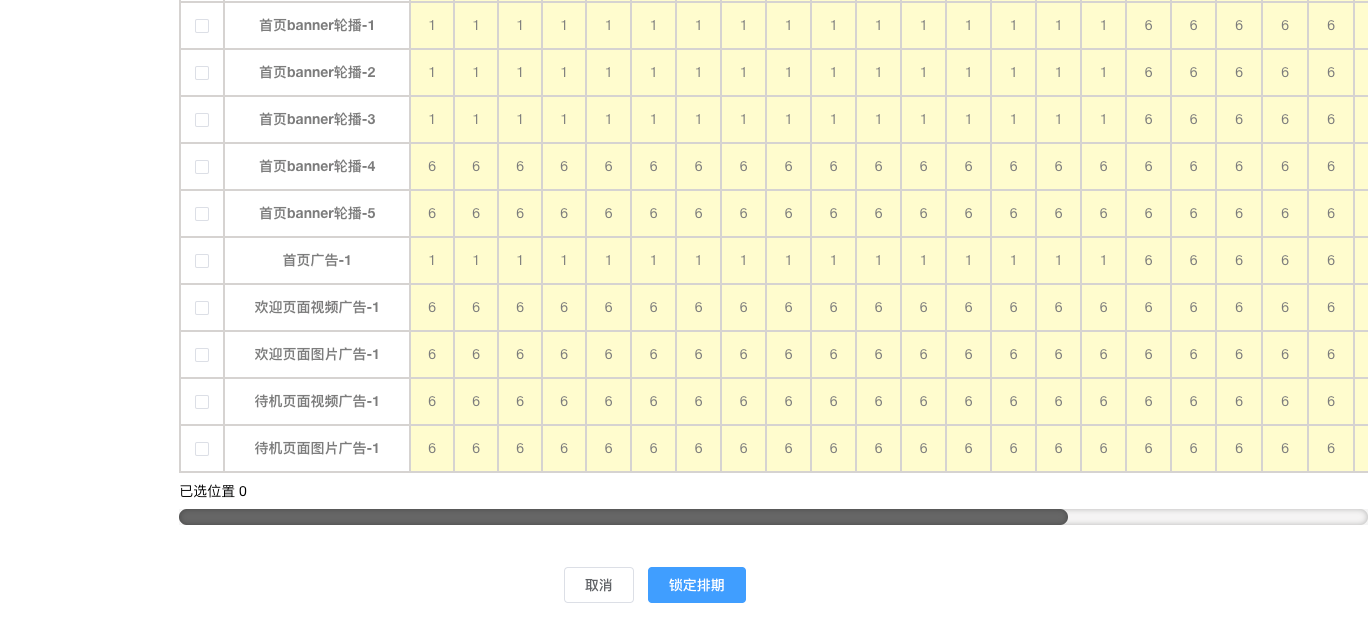 首页banner轮播-1 1 1 1 1 1 1 1 1 1 1 1 1 1 1 1 1 6 6 6 6 6
首页banner轮播-2 1 1 1 1 1 1 1 1 1 1 1 1 1 1 1 1 6 6 6 6 6
首页banner轮播-3 1 1 1 1 1 1 1 1 1 1 1 1 1 1 1 1 6 6 6 6 6
首页banner轮播-4 6 6 6 6 6 6 6 6 6 6 6 6 6 6 6 6 6 6 6 6 6
首页banner轮播-5 6 6 6 6 6 6 6 6 6 6 6 6 6 6 6 6 6 6 6 6 6
首页广告-1 1 1 1 1 1 1 1 1 1 1 1 1 1 1 1 1 6 6 6 6 6
欢迎页面视频广告-1 6 6 6 6 6 6 6 6 6 6 6 6 6 6 6 6 6 6 6 6 6
欢迎页面图片广告-1 6 6 6 6 6 6 6 6 6 6 6 6 6 6 6 6 6 6 6 6 6
待机页面视频广告-1 6 6 6 6 6 6 6 6 6 6 6 6 6 6 6 6 6 6 6 6 6
待机页面图片广告-1 6 6 6 6 6 6 6 6 6 6 6 6 6 6 6 6 6 6 6 6 6
已选位置 0
取消 锁定排期